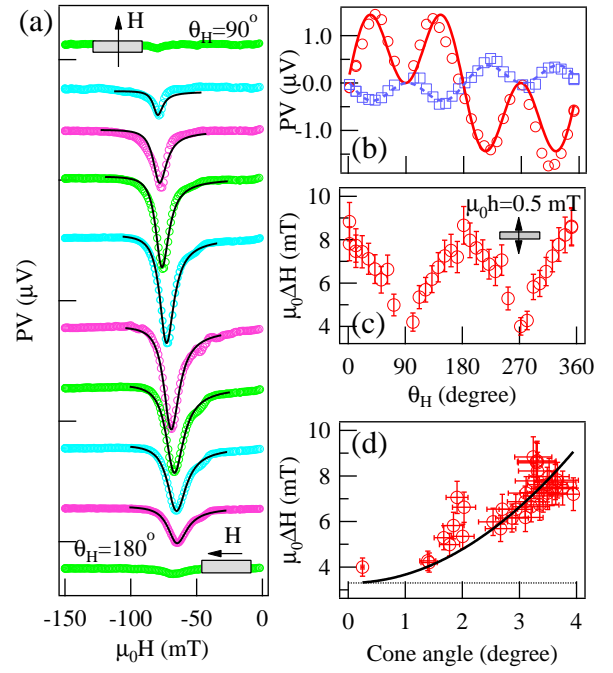 (a)
H
θH=90°
PV (μV)
H
θH=180°
-150
-100
-50
0
μ0H (mT)
PV (μV)
1.0
-0.0
-1.0
(b)
μ0ΔH (mT)
10
8
6
4
μ0h=0.5 mT
(c)
0
90
180
270
360
θH (degree)
μ0ΔH (mT)
10
8
6
4
(d)
0
1
2
3
4
Cone angle (degree)